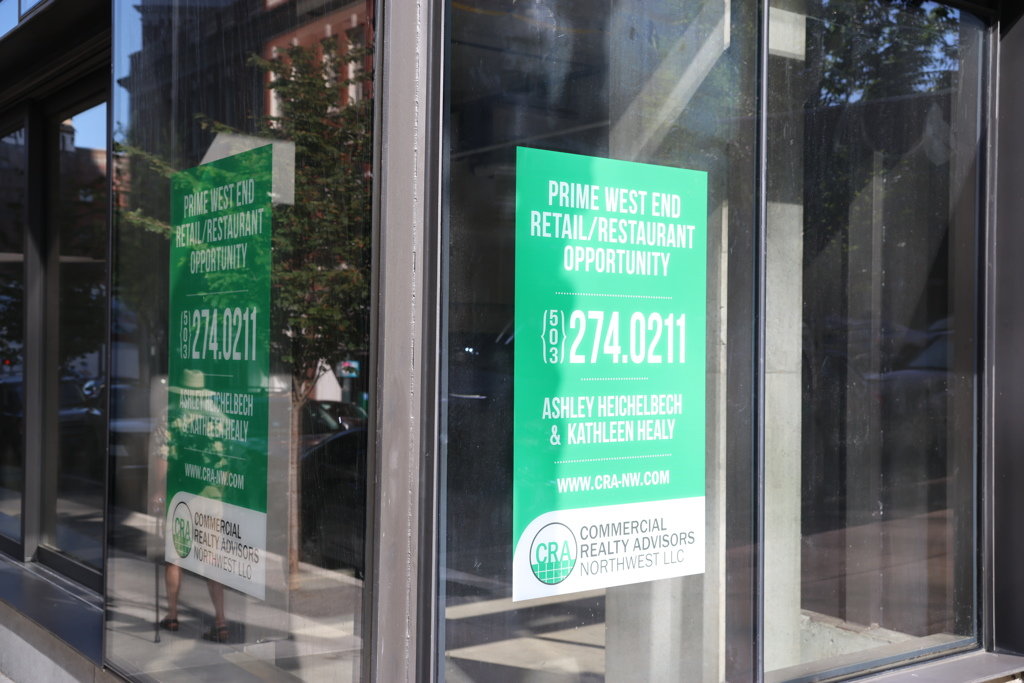 PRIME WEST END
RETAIL/RESTAURANT
OPPORTUNITY
{503} 274.0211
ASHLEY HEICHELBECH
& KATHLEEN HEALY
WWW.CRA-NW.COM
CRA
COMMERCIAL
REALTY ADVISORS
NORTHWEST LLC
PRIME WEST END
RETAIL/RESTAURANT
OPPORTUNITY
{503} 274.0211
ASHLEY HEICHELBECH
& KATHLEEN HEALY
WWW.CRA-NW.COM
CRA
COMMERCIAL
REALTY ADVISORS
NORTHWEST LLC